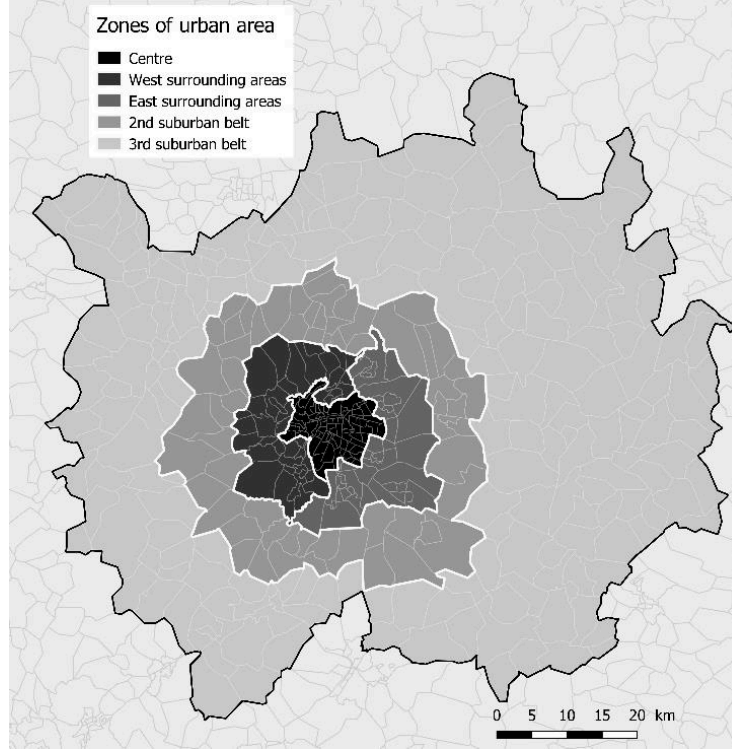 Zones of urban area
Centre
West surrounding areas
East surrounding areas
2nd suburban belt
3rd suburban belt
0 5 10 15 20 km